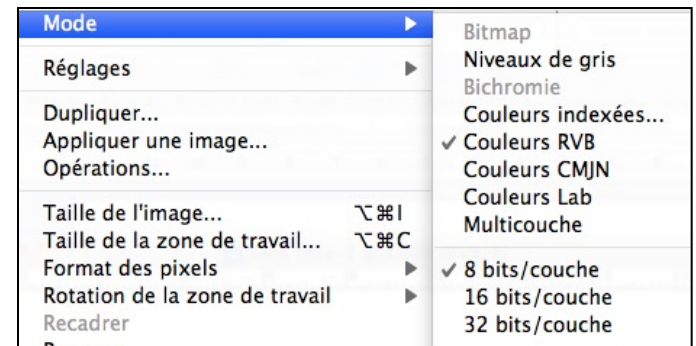 Mode
Réglages
Dupliquer...
Appliquer une image...
Opérations...
Taille de l'image... ⌥⌘I
Taille de la zone de travail... ⌥⌘C
Format des pixels
Rotation de la zone de travail
Recadrer
Bitmap
Niveaux de gris
Bichromie
Couleurs indexées...
✓ Couleurs RVB
Couleurs CMJN
Couleurs Lab
Multicouche
✓ 8 bits/couche
16 bits/couche
32 bits/couche